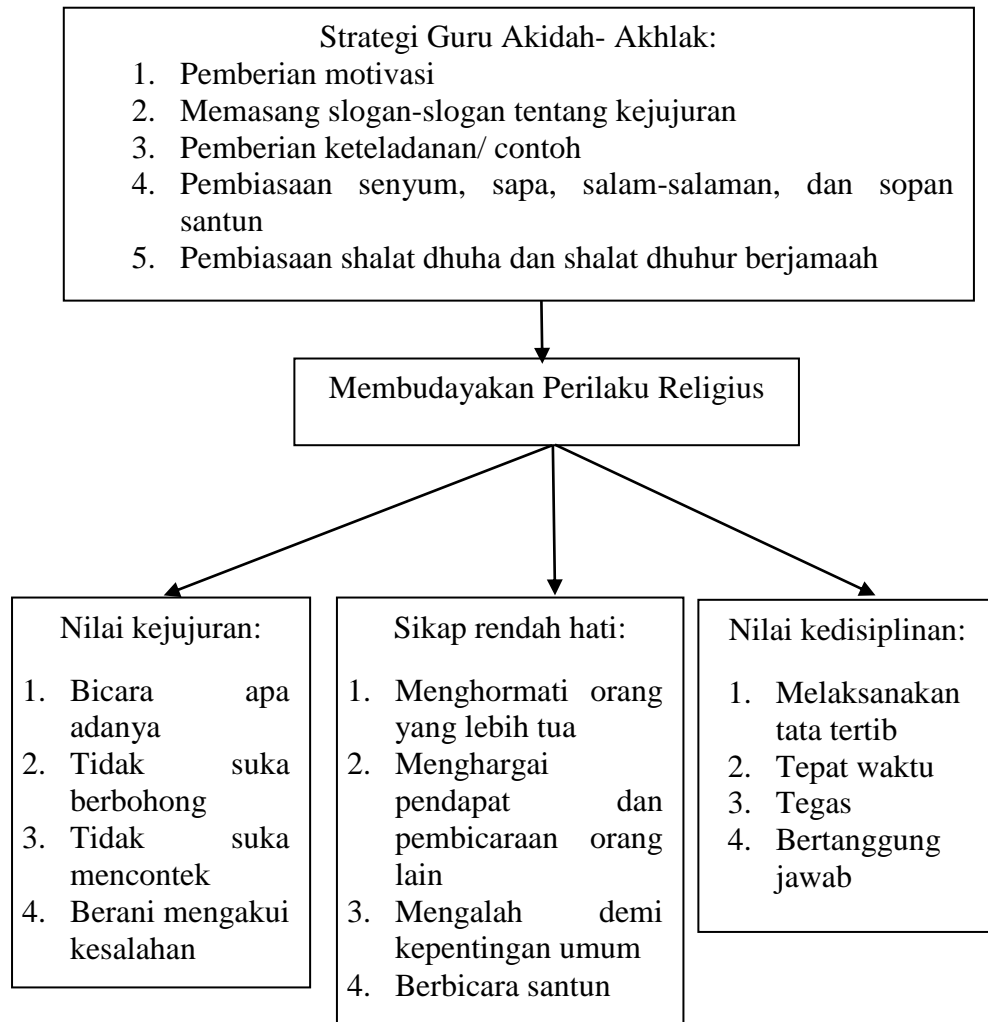 Strategi Guru Akidah- Akhlak:
1. Pemberian motivasi
2. Memasang slogan-slogan tentang kejujuran
3. Pemberian keteladanan/ contoh
4. Pembiasaan senyum, sapa, salam-salaman, dan sopan
santun
5. Pembiasaan shalat dhuha dan shalat dhuhur berjamaah
Membudayakan Perilaku Religius
Nilai kejujuran:
1. Bicara apa
adanya
2. Tidak suka
berbohong
3. Tidak suka
mencontek
4. Berani mengakui
kesalahan
Sikap rendah hati:
1. Menghormati orang
yang lebih tua
2. Menghargai
pendapat dan
pembicaraan orang
lain
3. Mengalah demi
kepentingan umum
4. Berbicara santun
Nilai kedisiplinan:
1. Melaksanakan
tata tertib
2. Tepat waktu
3. Tegas
4. Bertanggung
jawab